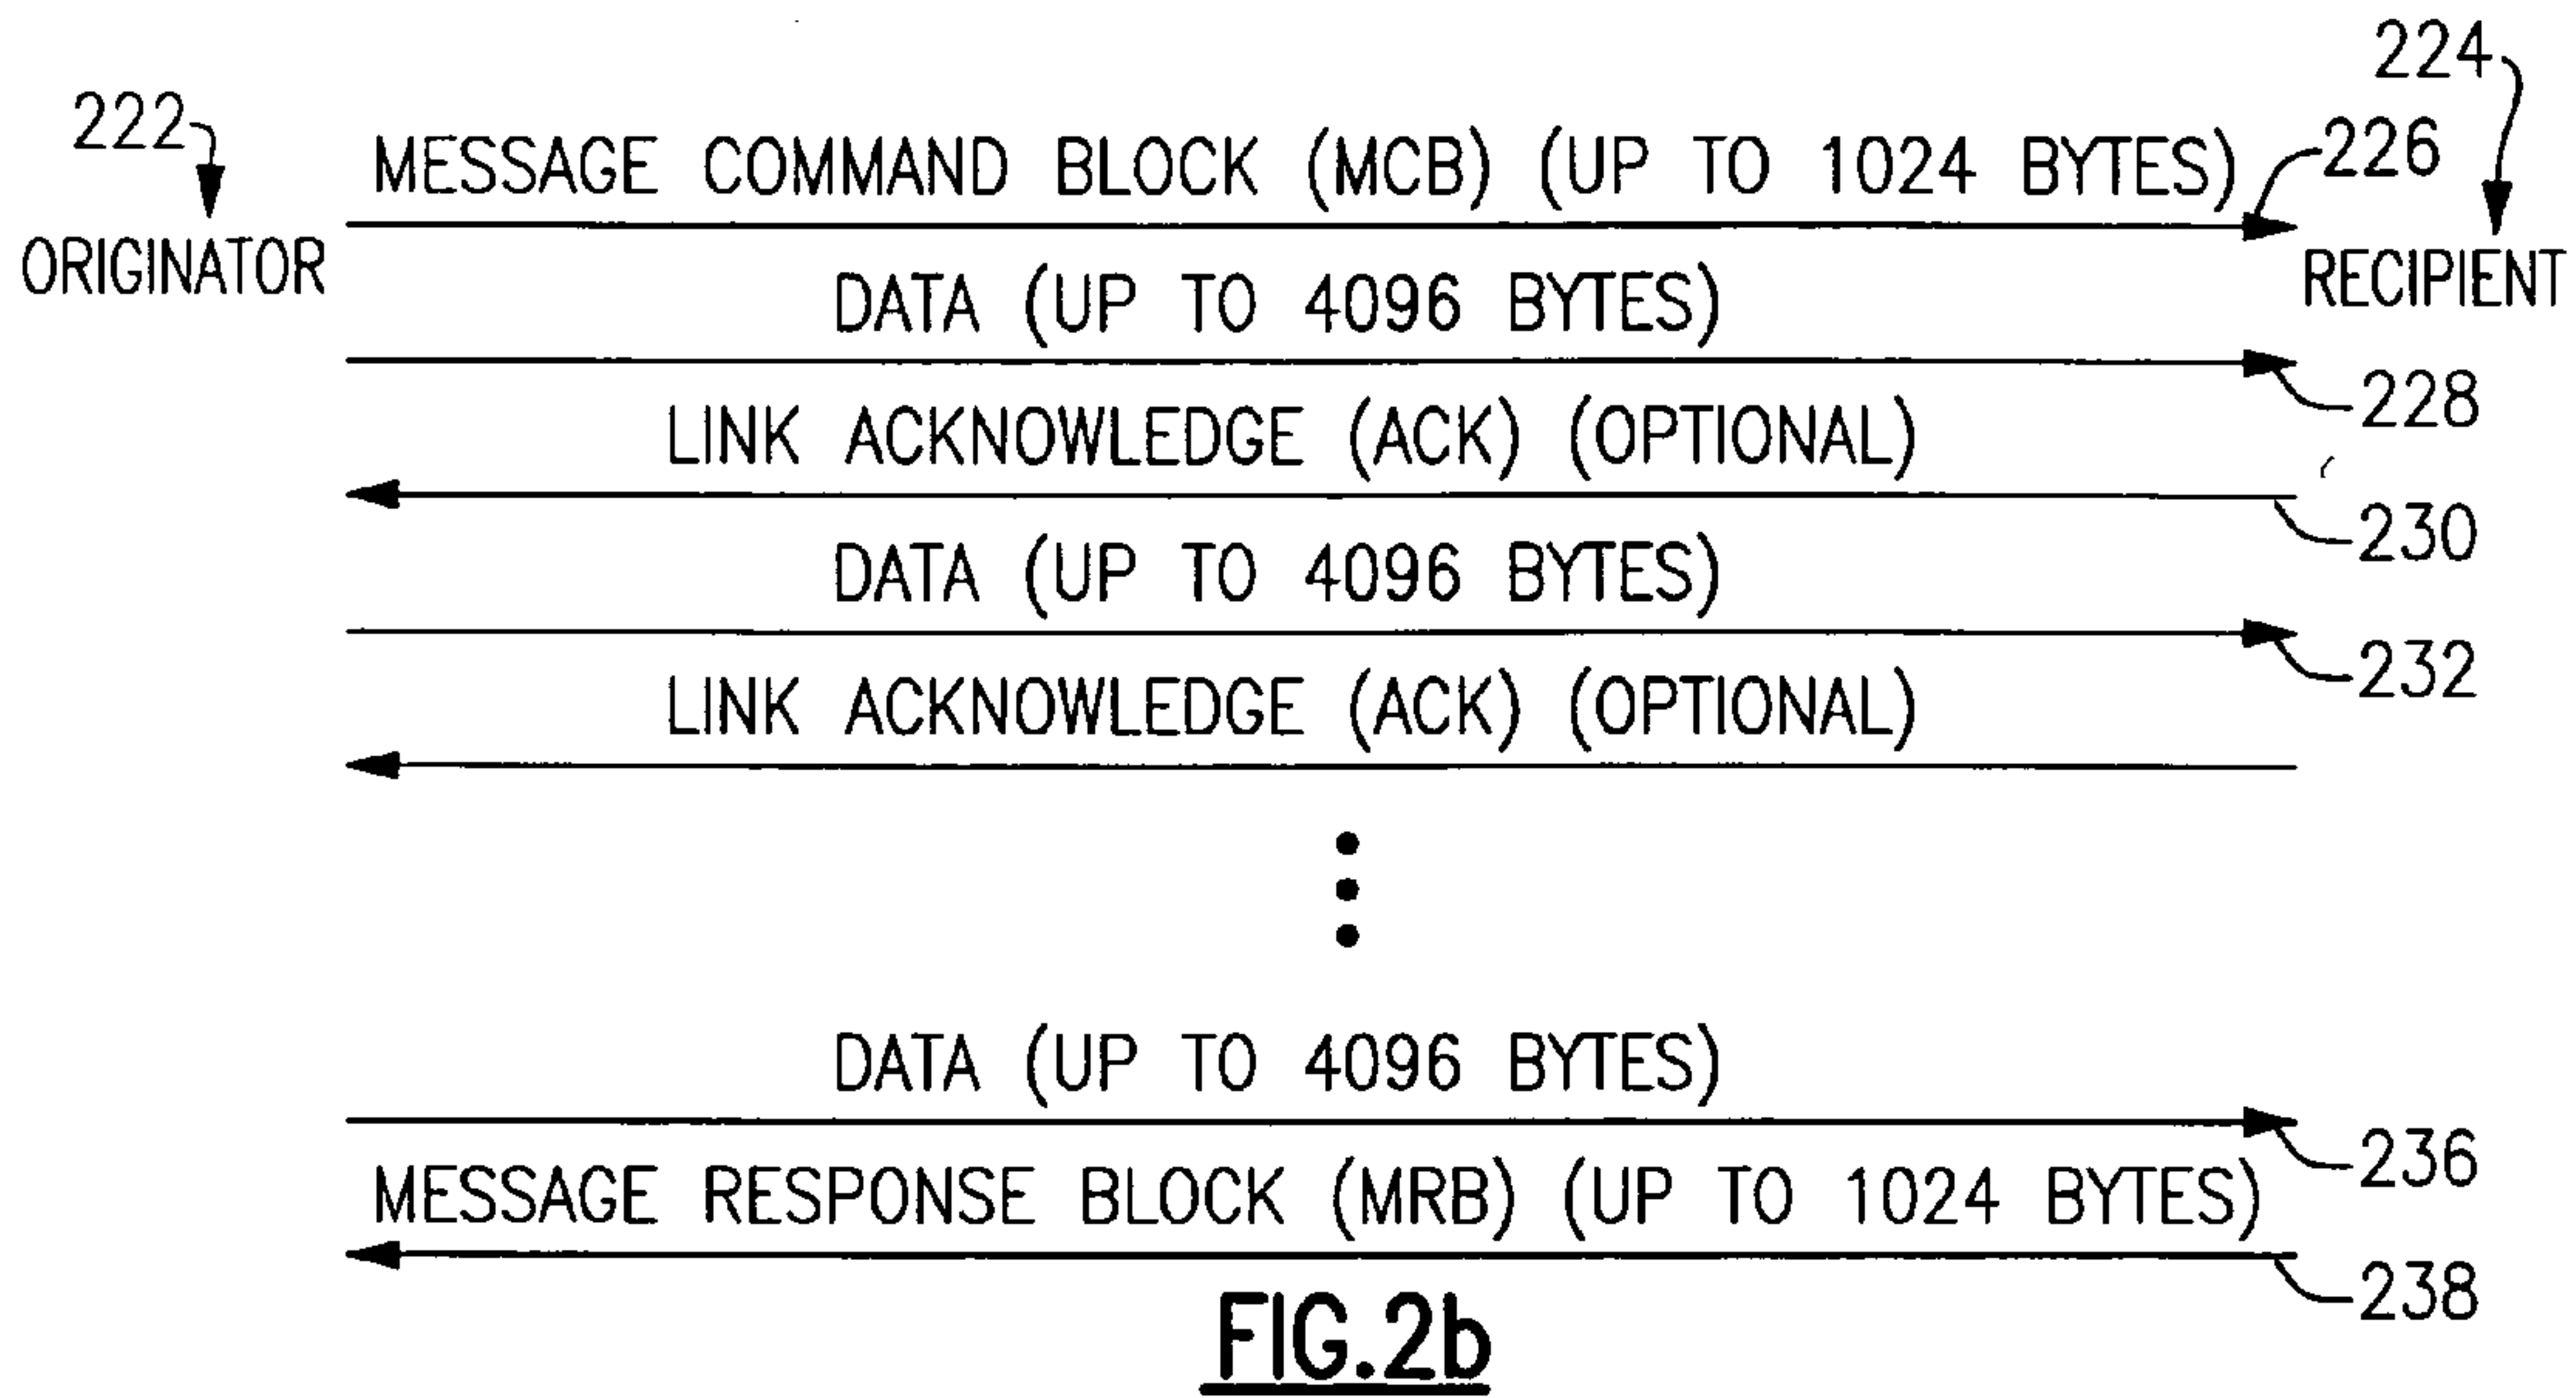 224
222
MESSAGE COMMAND BLOCK (MCB) (UP TO 1024 BYTES)
226
ORIGINATOR
RECIPIENT
DATA (UP TO 4096 BYTES)
228
LINK ACKNOWLEDGE (ACK) (OPTIONAL)
230
DATA (UP TO 4096 BYTES)
232
LINK ACKNOWLEDGE (ACK) (OPTIONAL)
DATA (UP TO 4096 BYTES)
236
MESSAGE RESPONSE BLOCK (MRB) (UP TO 1024 BYTES)
238
FIG.2b